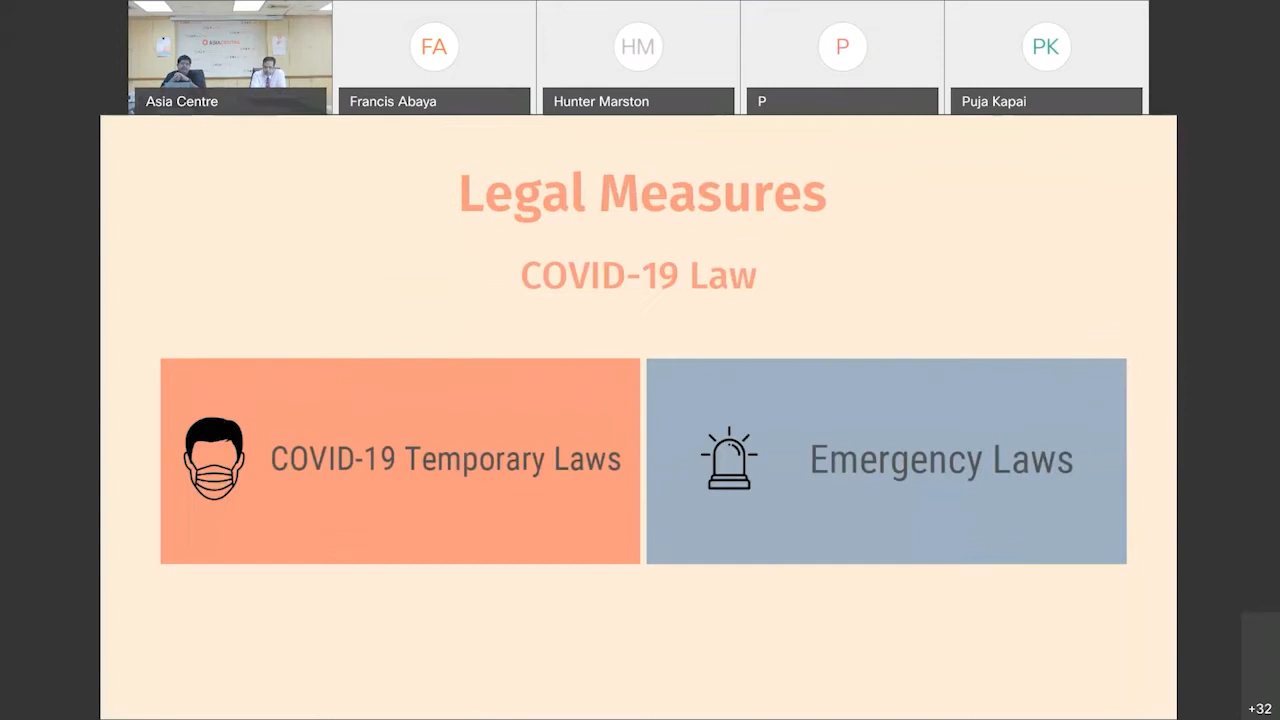 ASIACENTRE
Asia Centre
FA
Francis Abaya
HM
Hunter Marston
P
P
PK
Puja Kapai
Legal Measures
COVID-19 Law
COVID-19 Temporary Laws
Emergency Laws
+32